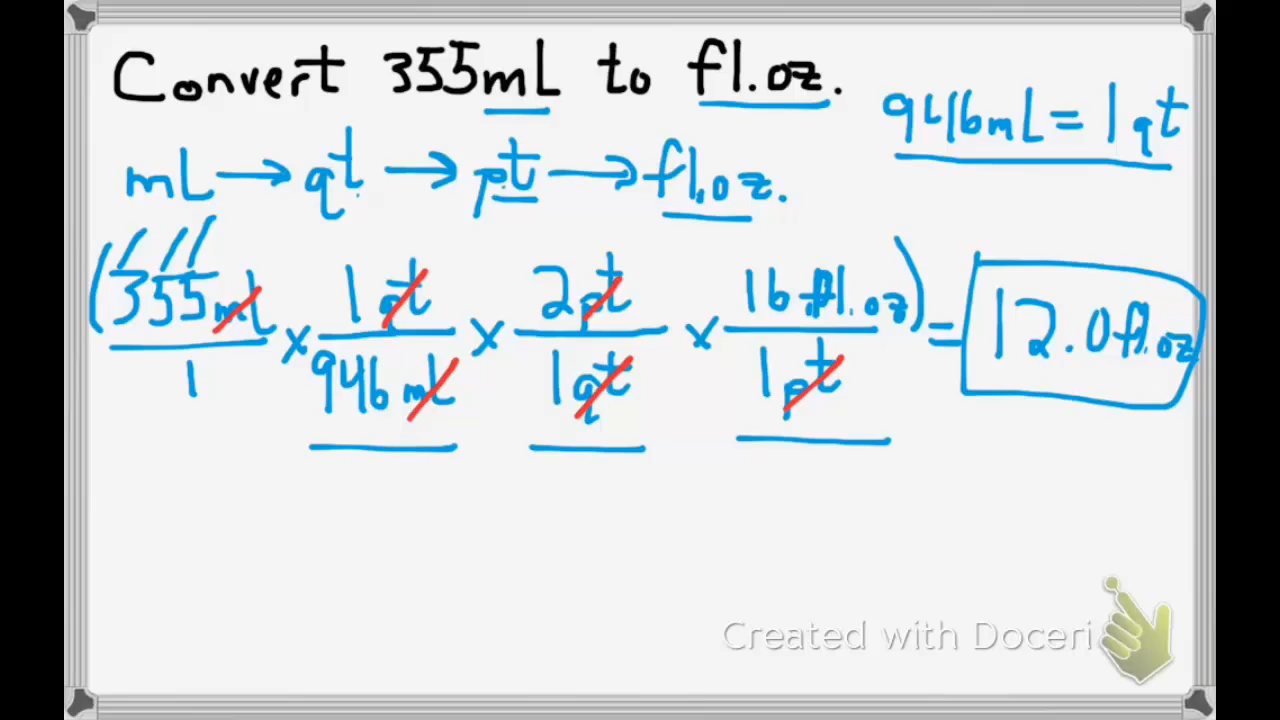 Convert 355mL to fl.oz.
946mL = 1qt
mL → qt → pt → fl.oz.
(355mL/1 × 1qt/946mL × 2pt/1qt × 16fl.oz/1pt) = 12.0fl.oz
Created with Doceri